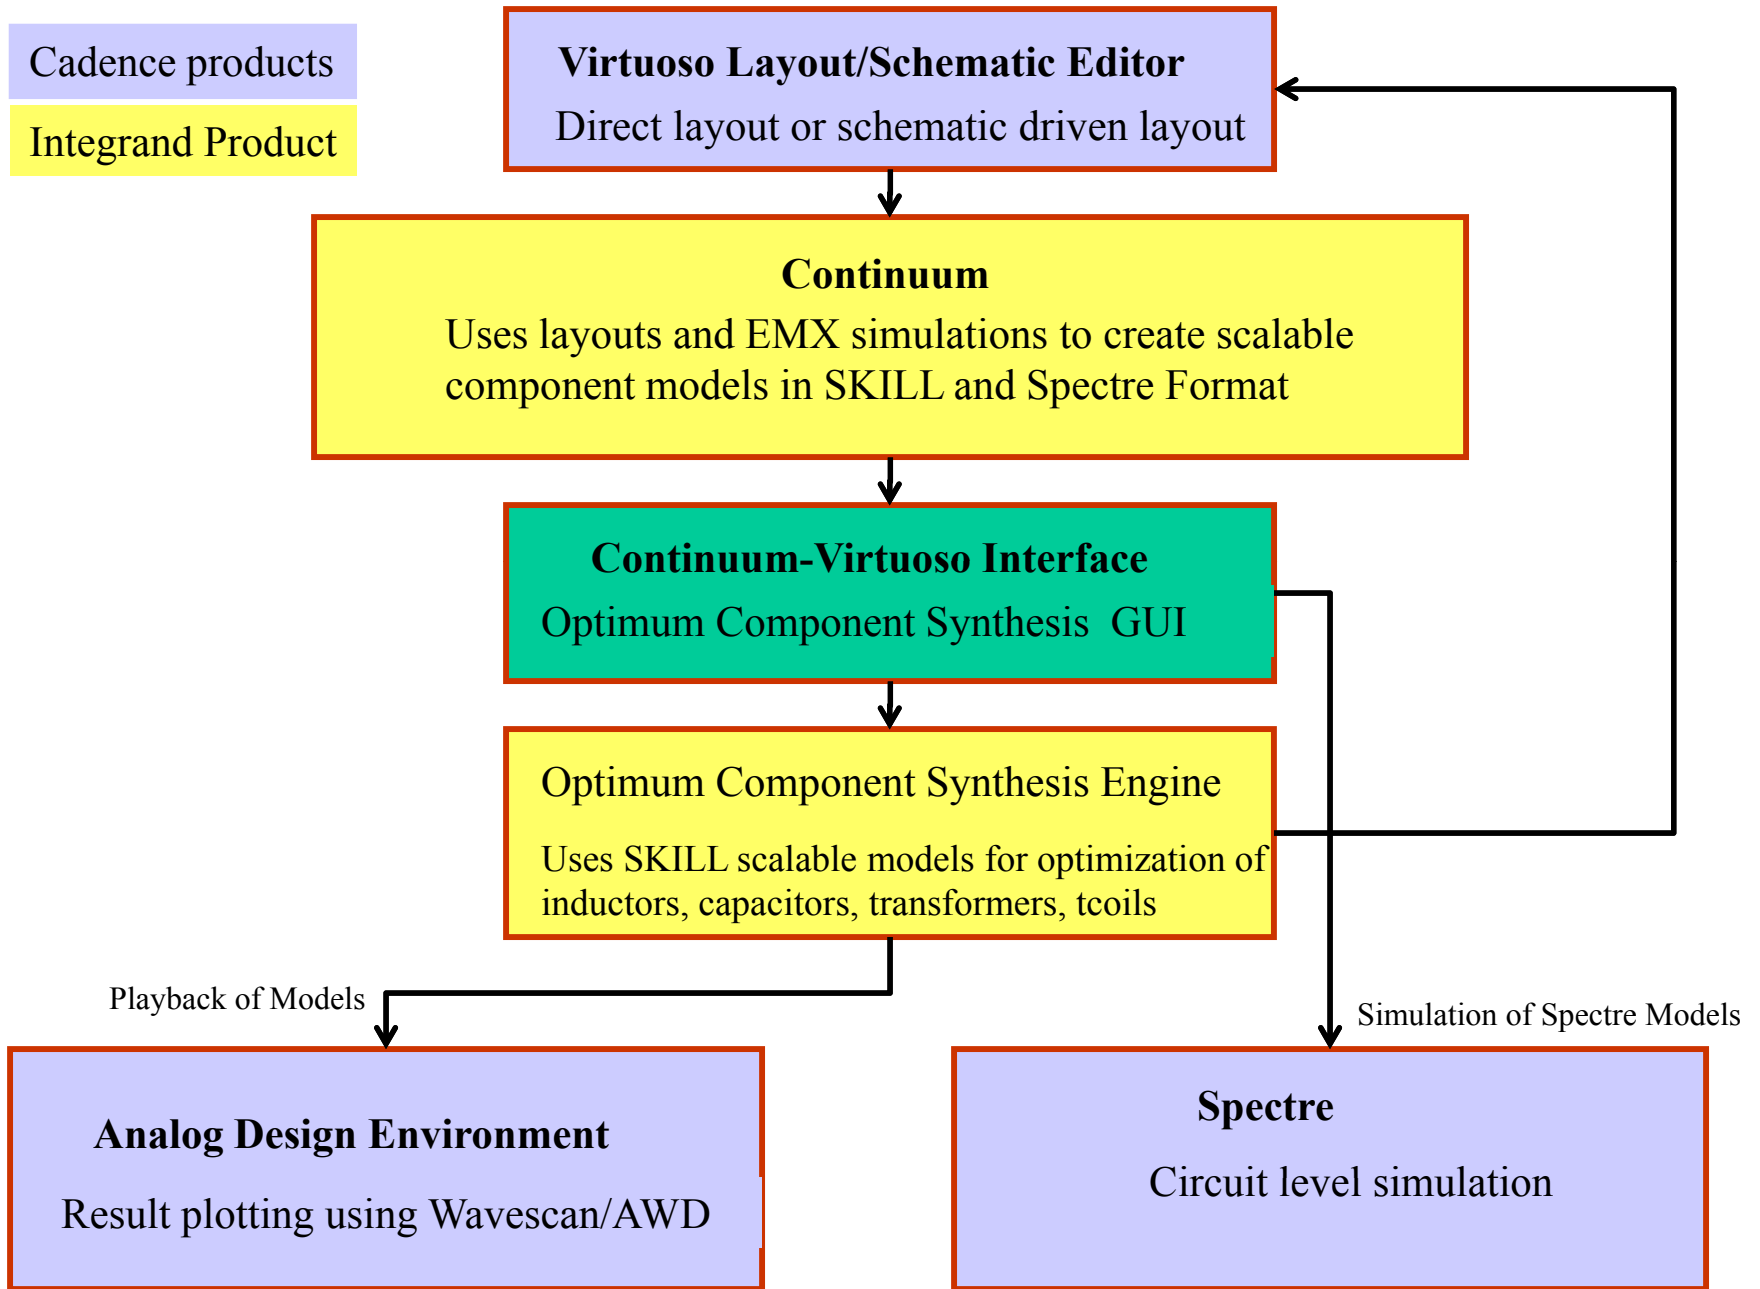 Cadence products
Integrand Product
Virtuoso Layout/Schematic Editor
Direct layout or schematic driven layout
Continuum
Uses layouts and EMX simulations to create scalable
component models in SKILL and Spectre Format
Continuum-Virtuoso Interface
Optimum Component Synthesis GUI
Optimum Component Synthesis Engine
Uses SKILL scalable models for optimization of
inductors, capacitors, transformers, tcoils
Playback of Models
Simulation of Spectre Models
Analog Design Environment
Result plotting using Wavescan/AWD
Spectre
Circuit level simulation